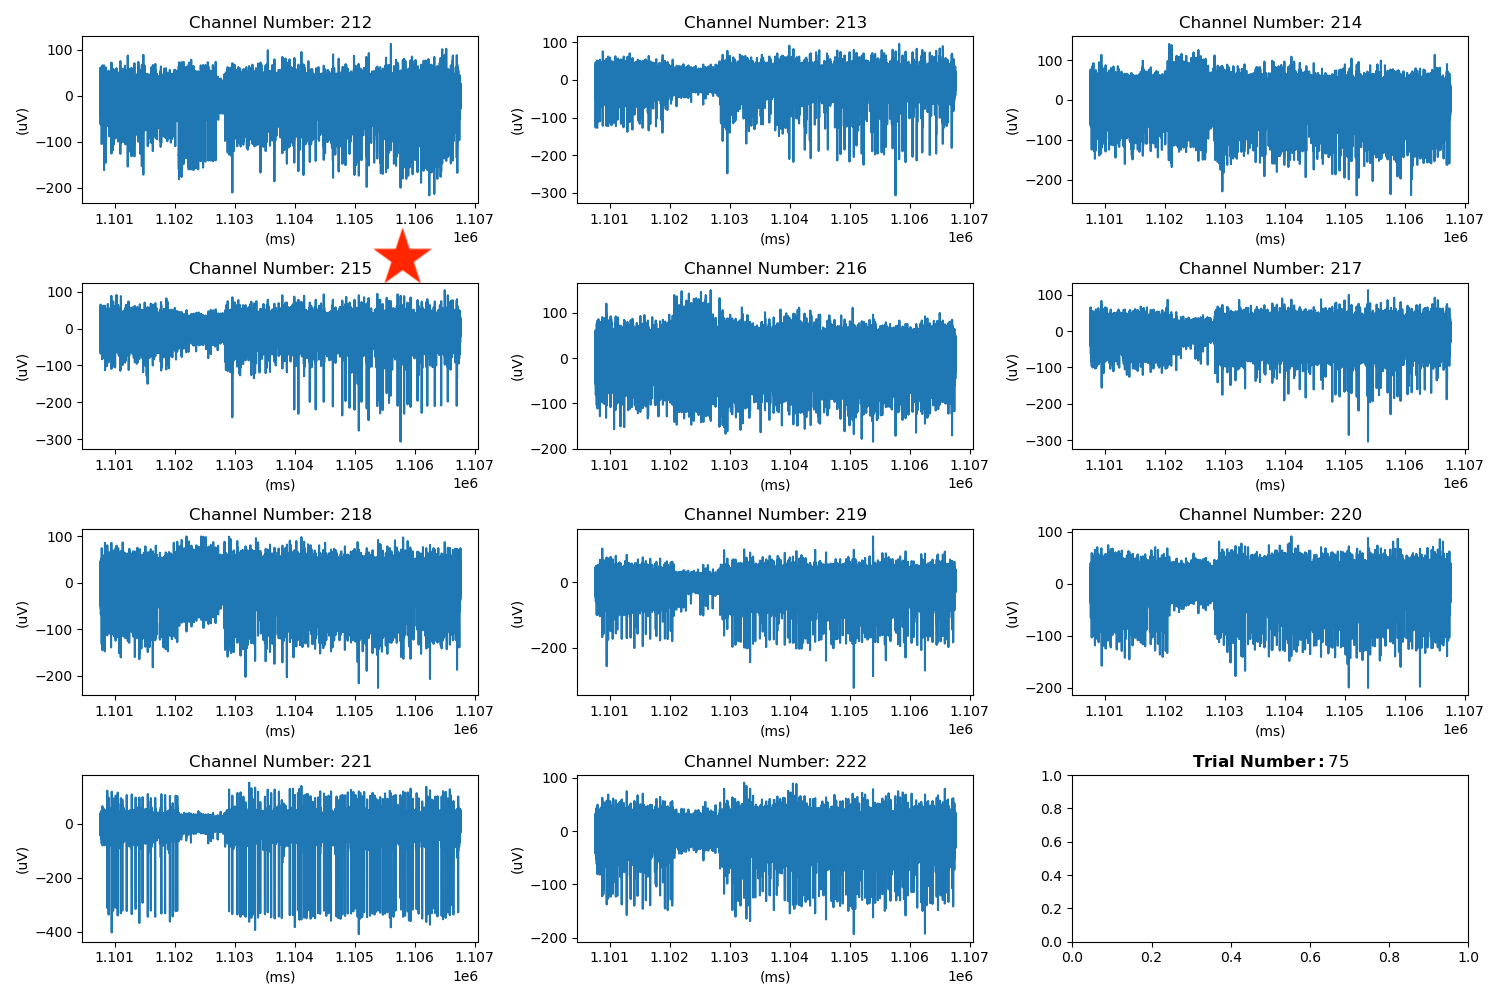 Channel Number: 212
Channel Number: 213
Channel Number: 214
100
0
−100
−200
(uV)
1.101 1.102 1.103 1.104 1.105 1.106 1.107
(ms)
1e6
100
0
−100
−200
−300
(uV)
1.101 1.102 1.103 1.104 1.105 1.106 1.107
(ms)
1e6
100
0
−100
−200
(uV)
1.101 1.102 1.103 1.104 1.105 1.106 1.107
(ms)
1e6
Channel Number: 215
Channel Number: 216
Channel Number: 217
100
0
−100
−200
−300
(uV)
1.101 1.102 1.103 1.104 1.105 1.106 1.107
(ms)
1e6
100
0
−100
−200
(uV)
1.101 1.102 1.103 1.104 1.105 1.106 1.107
(ms)
1e6
100
0
−100
−200
−300
(uV)
1.101 1.102 1.103 1.104 1.105 1.106 1.107
(ms)
1e6
Channel Number: 218
Channel Number: 219
Channel Number: 220
100
0
−100
−200
(uV)
1.101 1.102 1.103 1.104 1.105 1.106 1.107
(ms)
1e6
0
−200
(uV)
1.101 1.102 1.103 1.104 1.105 1.106 1.107
(ms)
1e6
100
0
−100
−200
(uV)
1.101 1.102 1.103 1.104 1.105 1.106 1.107
(ms)
1e6
Channel Number: 221
Channel Number: 222
Trial Number: 75
0
−200
−400
(uV)
1.101 1.102 1.103 1.104 1.105 1.106 1.107
(ms)
1e6
100
0
−100
−200
(uV)
1.101 1.102 1.103 1.104 1.105 1.106 1.107
(ms)
1e6
1.0
0.8
0.6
0.4
0.2
0.0
0.0 0.2 0.4 0.6 0.8 1.0